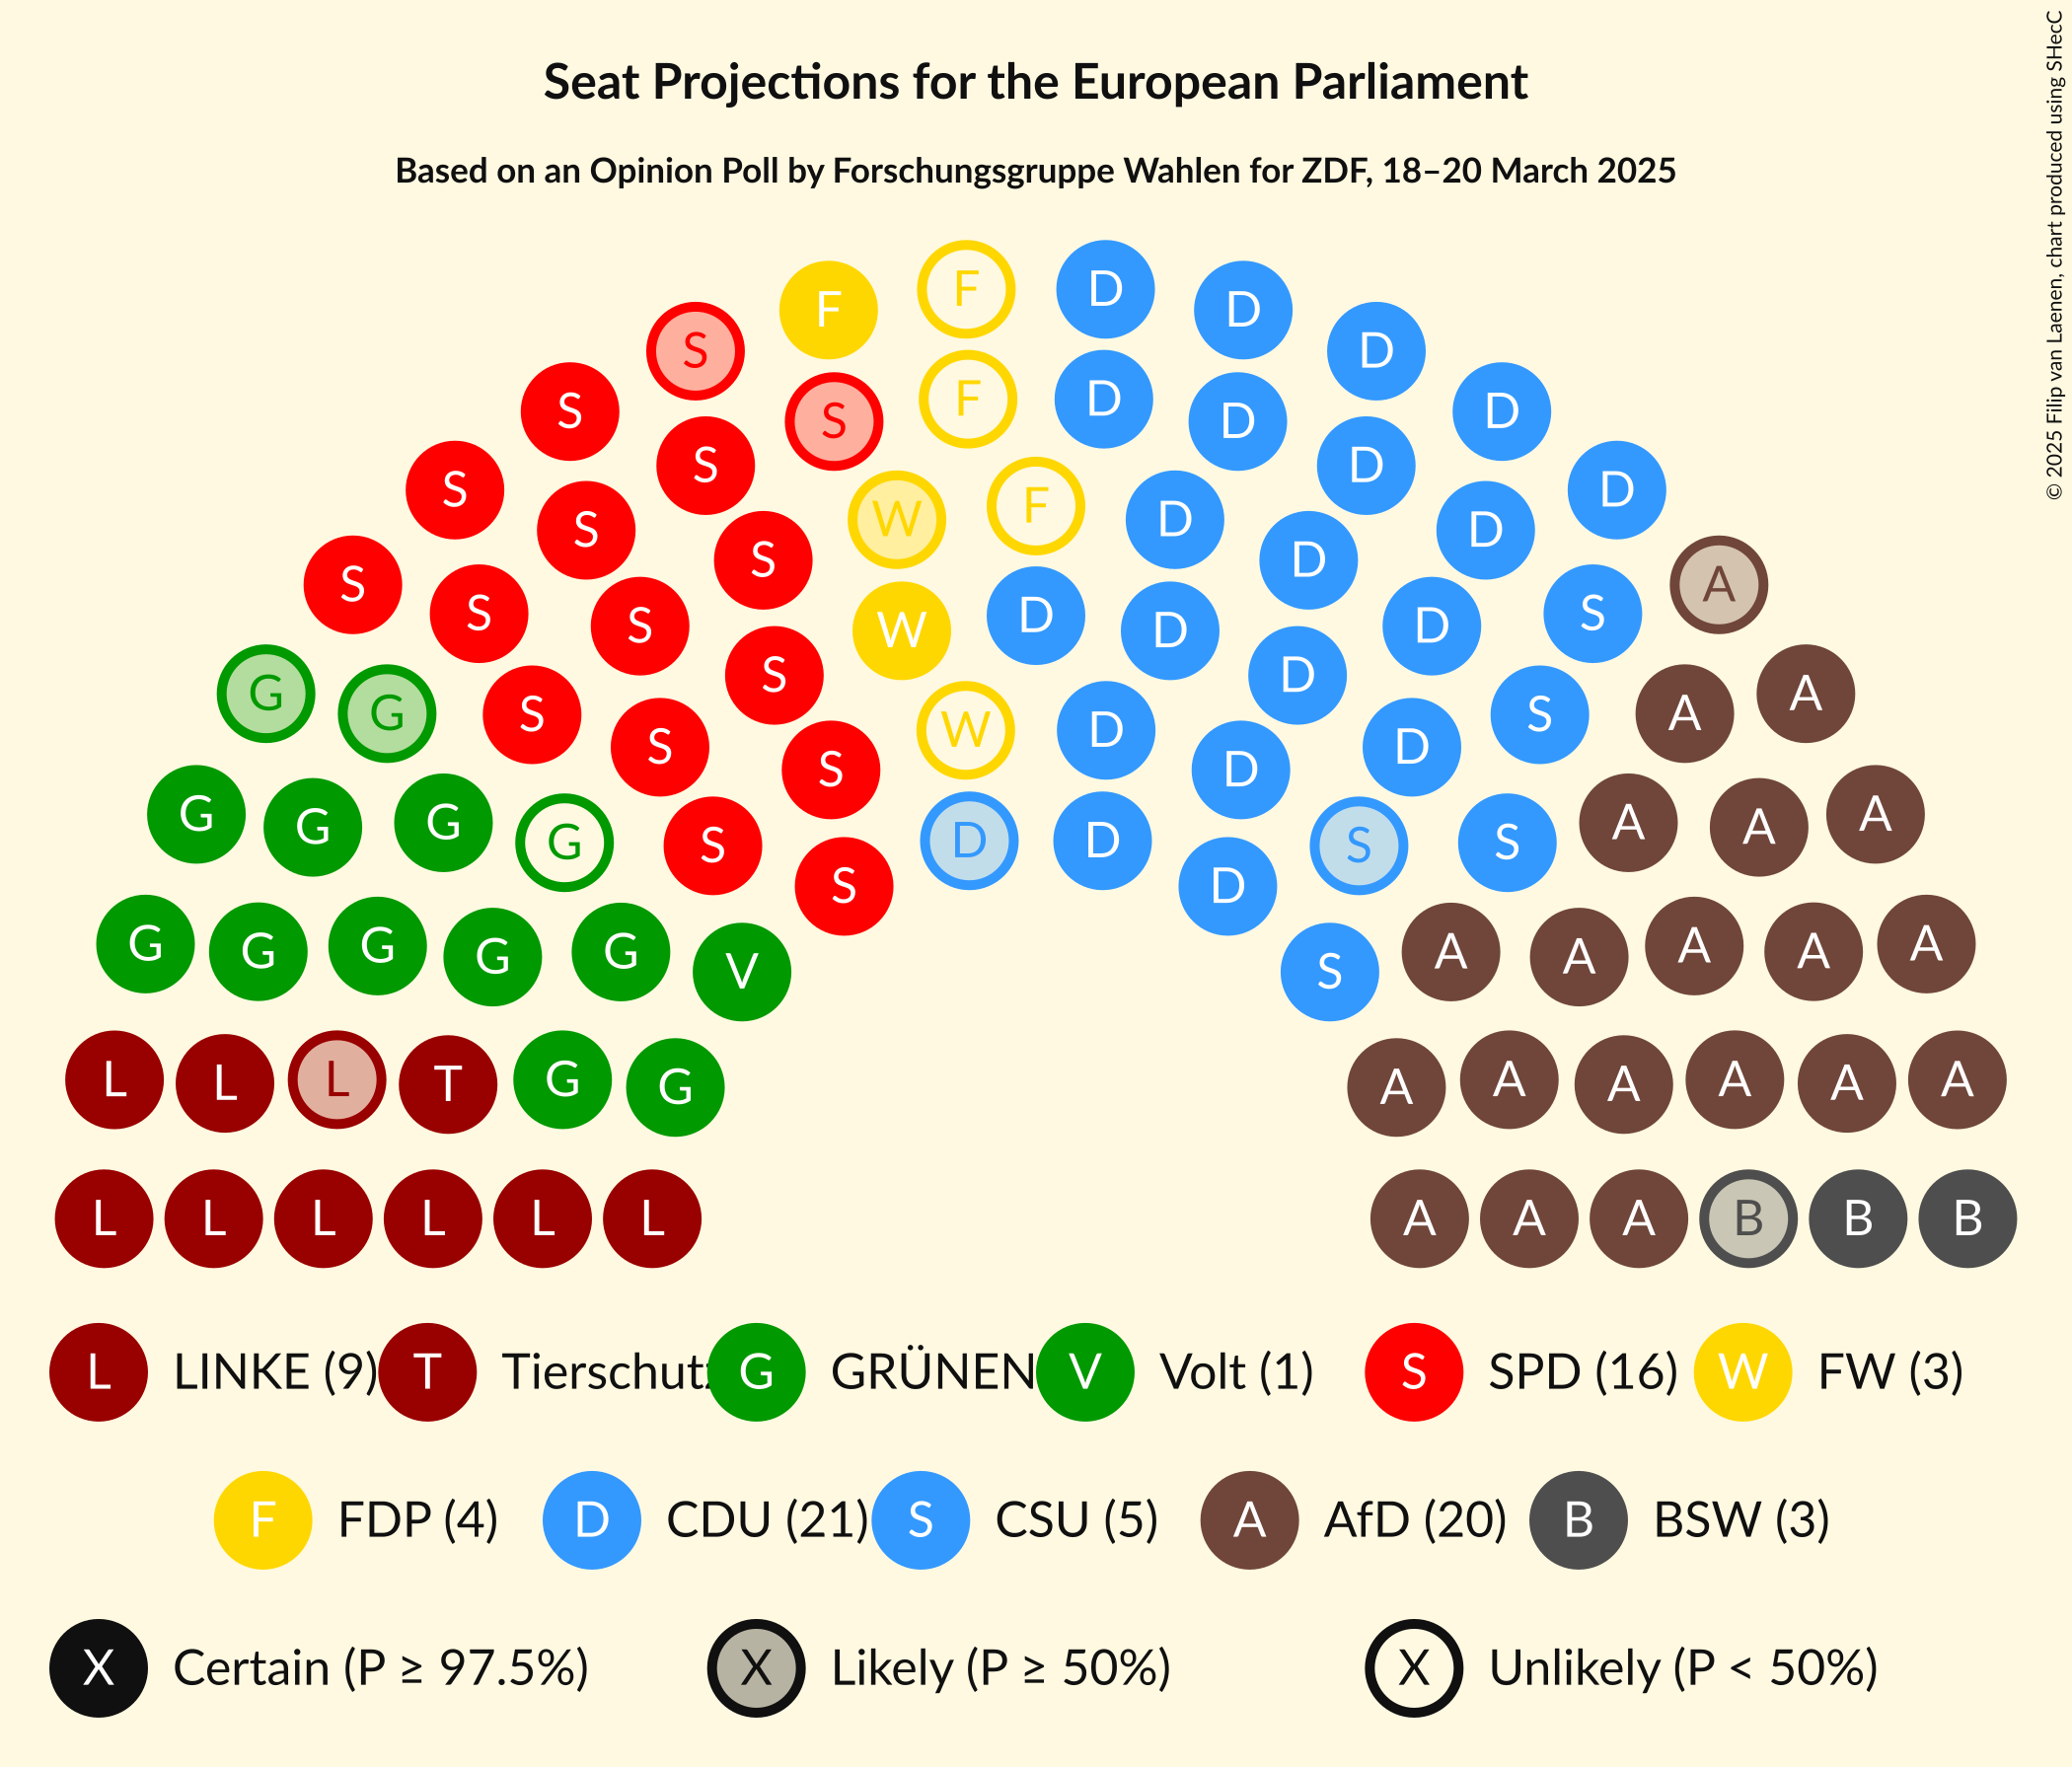 Seat Projections for the European Parliament
Based on an Opinion Poll by Forschungsgruppe Wahlen for ZDF, 18–20 March 2025
© 2025 Filip van Laenen, chart produced using SHecC
F F D D
S F D D
S S F D D D
S S W F D D D
S S S D D D
S S S W D D D S A
G G S S S W D D D S A A
G G G G S S D D D S S A A A
G G G G G V S A A A A A
L L L T G G A A A A A A
L L L L L L A A A B B B
L LINKE (9) T Tierschutz G GRÜNEN V Volt (1) S SPD (16) W FW (3)
F FDP (4) D CDU (21) S CSU (5) A AfD (20) B BSW (3)
X Certain (P ≥ 97.5%) X Likely (P ≥ 50%) X Unlikely (P < 50%)